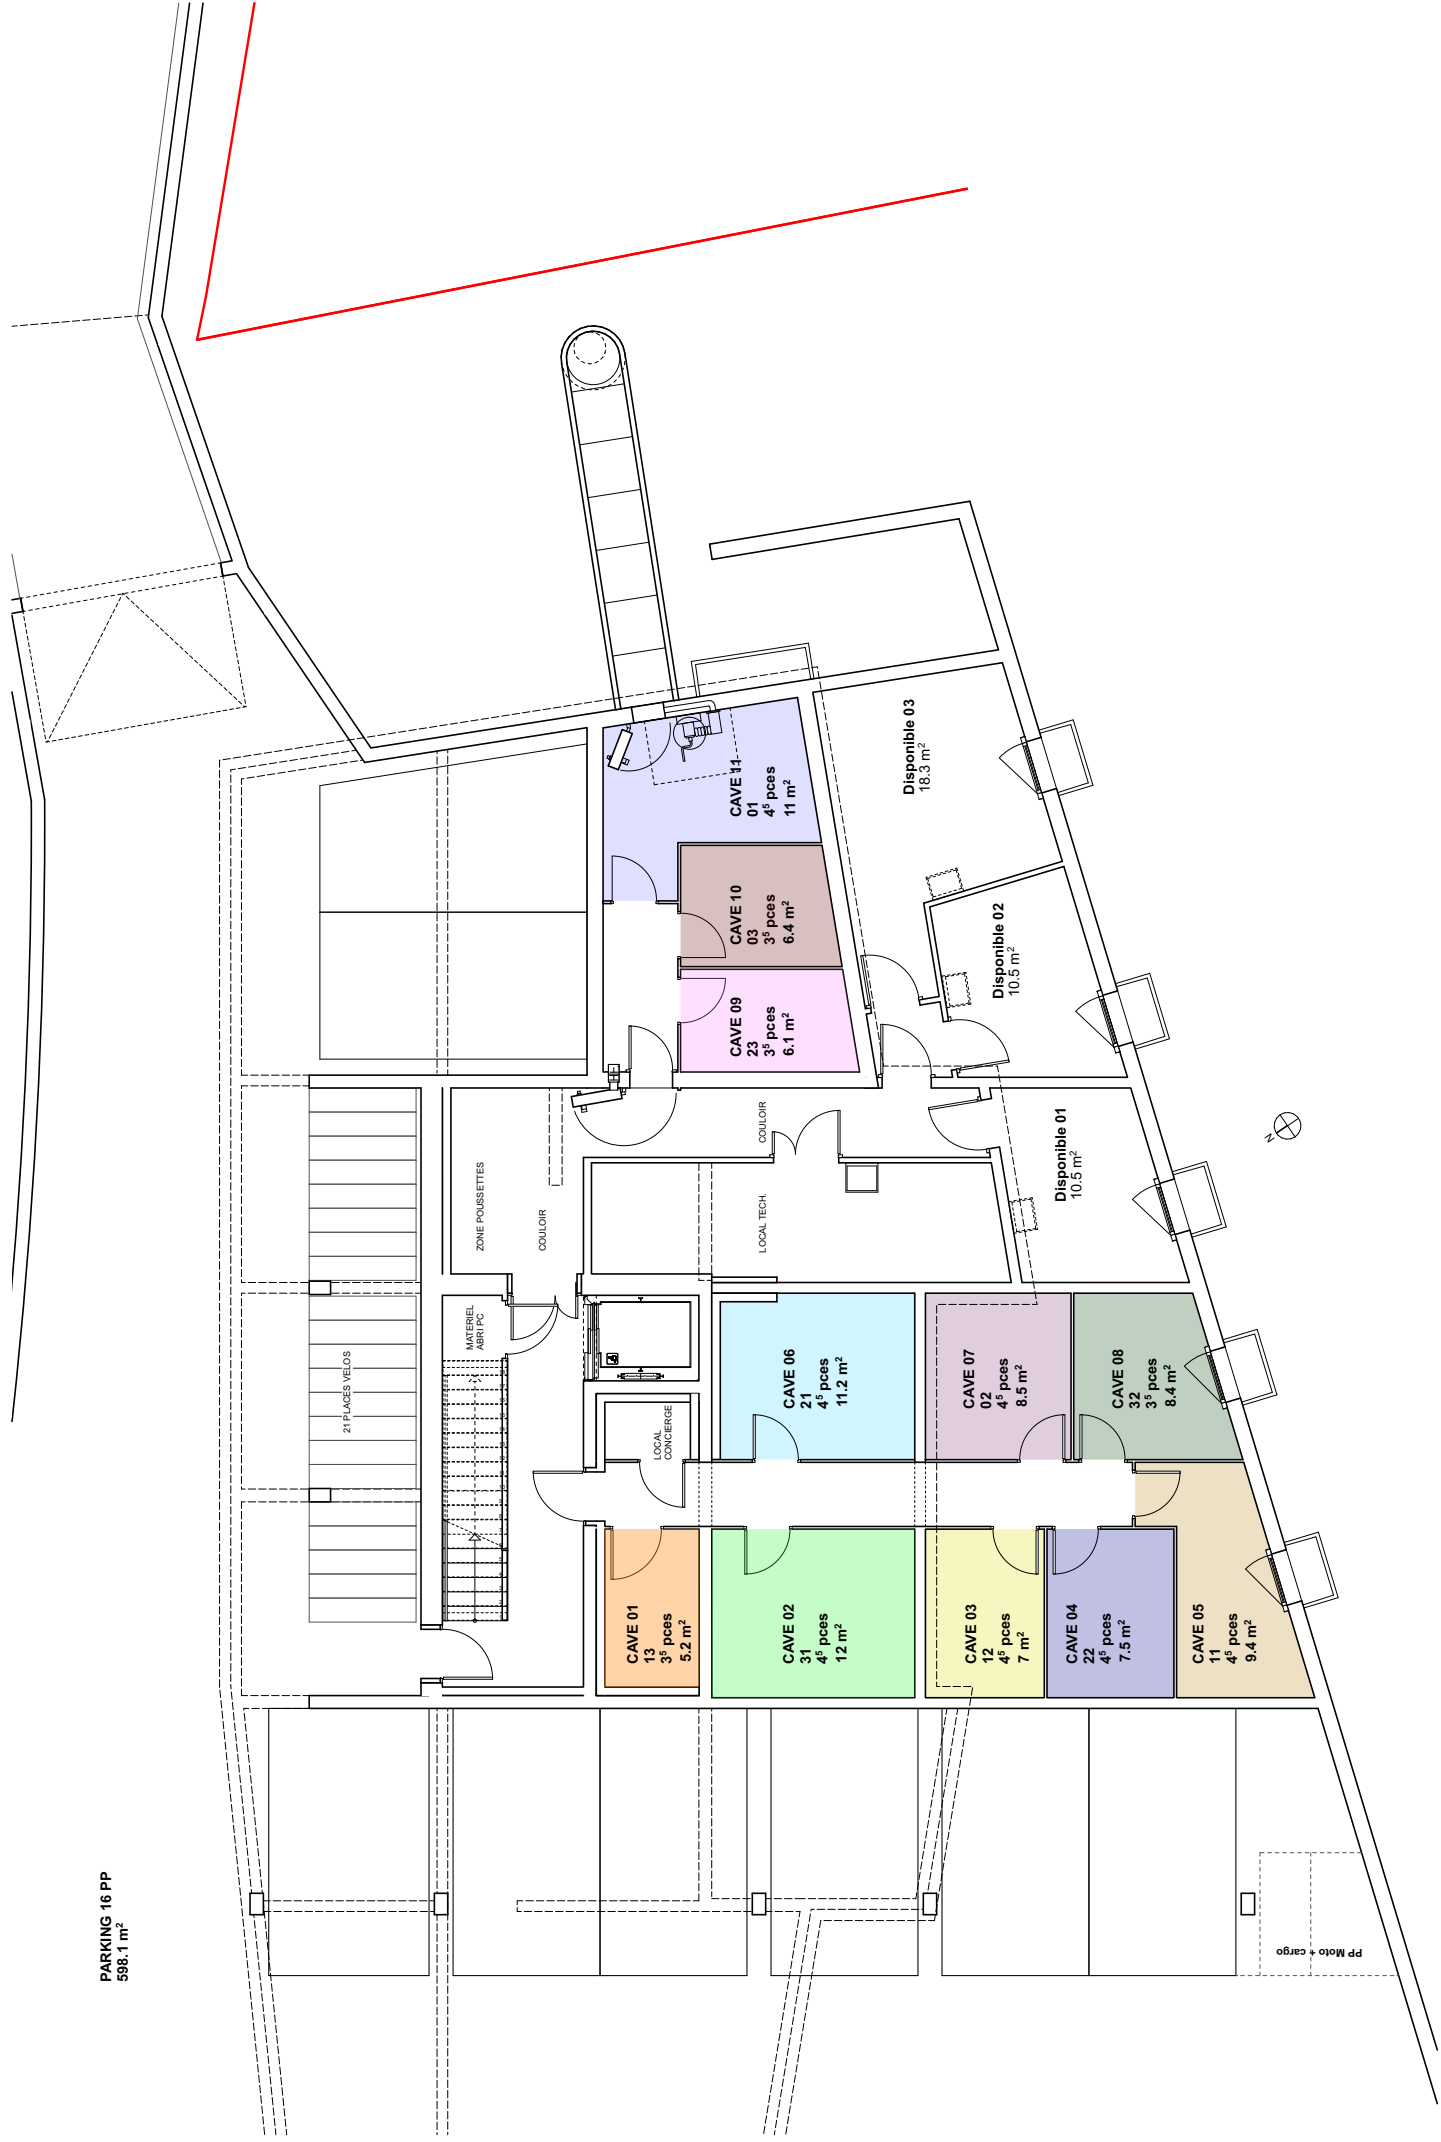 CAVE 11
01
4⁵ pces
11 m²
Disponible 03
18.3 m²
CAVE 10
03
3⁵ pces
6.4 m²
Disponible 02
10.5 m²
CAVE 09
23
3⁵ pces
6.1 m²
COULOIR
Disponible 01
10.5 m²
N
ZONE POUSSETTES
COULOIR
LOCAL TECH.
MATERIEL
ABRI PC
21 PLACES VELOS
CAVE 06
21
4⁵ pces
11.2 m²
CAVE 07
02
4⁵ pces
8.5 m²
CAVE 08
32
3⁵ pces
8.4 m²
LOCAL
CONCIERGE
CAVE 01
13
3⁵ pces
5.2 m²
CAVE 02
31
4⁵ pces
12 m²
CAVE 03
12
4⁵ pces
7 m²
CAVE 04
22
4⁵ pces
7.5 m²
CAVE 05
11
4⁵ pces
9.4 m²
PARKING 16 PP
598.1 m²
PP Moto + cargo